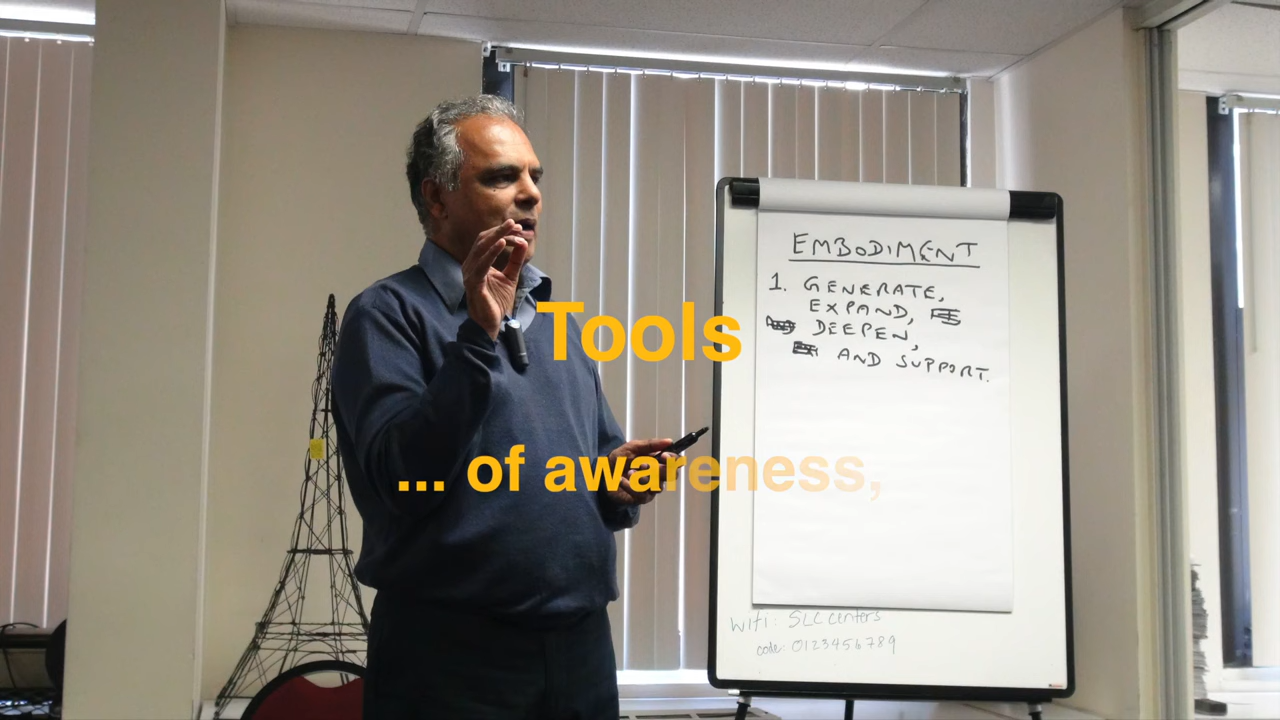 EMBODIMENT
1. GENERATE,
EXPAND,
DEEPEN,
AND SUPPORT.
Tools
... of awareness,
wifi: SLC centers
code: 0123456789